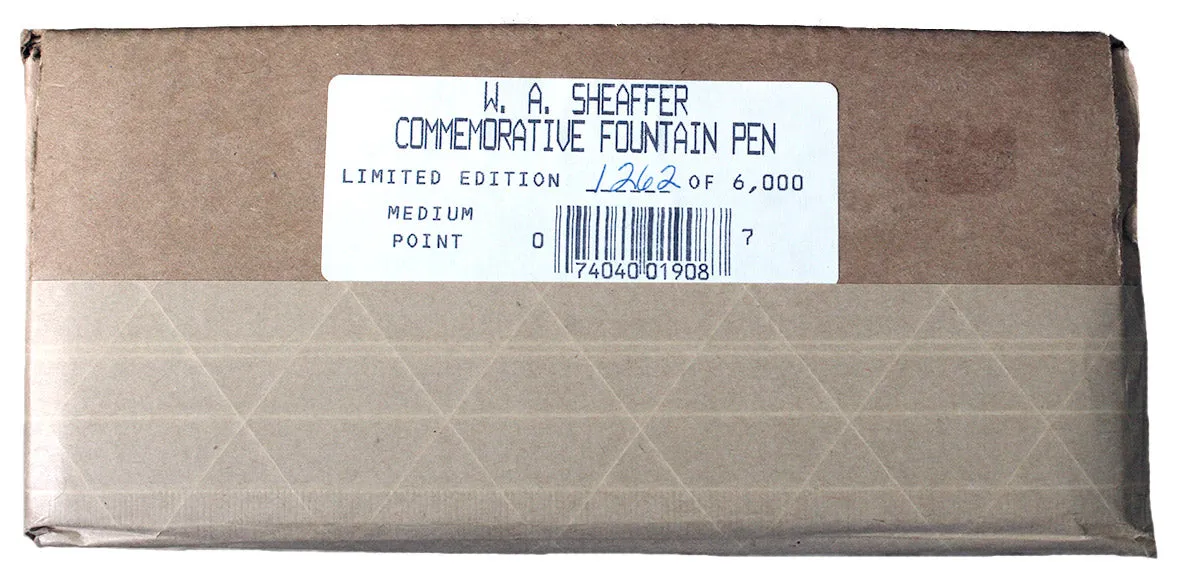 W. A. SHEAFFER
COMMEMORATIVE FOUNTAIN PEN
LIMITED EDITION 1262 OF 6,000
MEDIUM
POINT
0 74040 01908 7